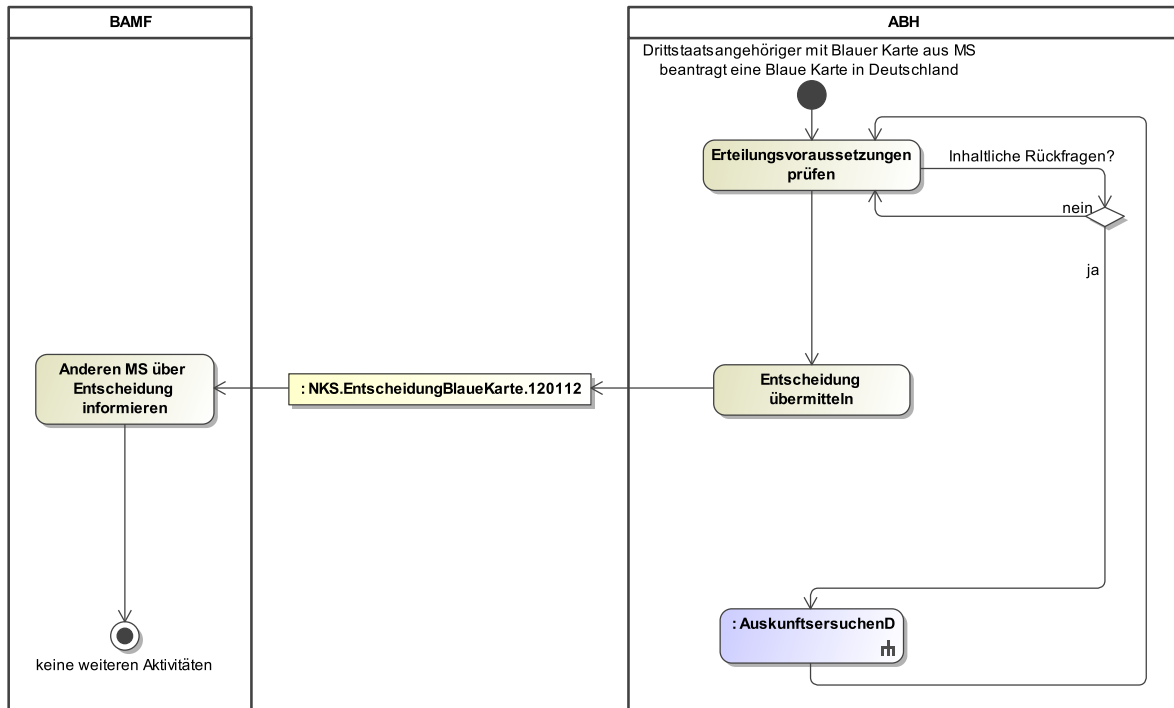 BAMF
ABH
Drittstaatsangehöriger mit Blauer Karte aus MS
beantragt eine Blaue Karte in Deutschland
Erteilungsvoraussetzungen
prüfen
Inhaltliche Rückfragen?
nein
ja
Anderen MS über
Entscheidung
informieren
: NKS.EntscheidungBlaueKarte.120112
Entscheidung
übermitteln
: AuskunftsersuchenD
keine weiteren Aktivitäten